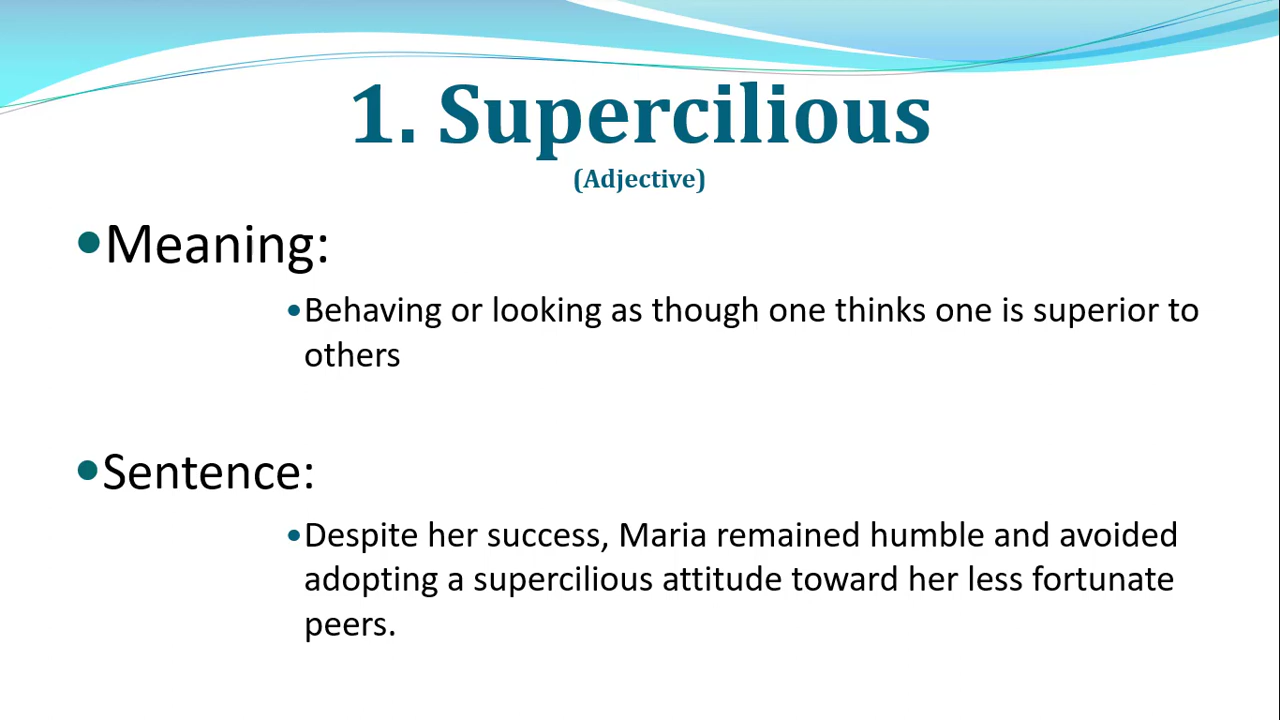 1. Supercilious
(Adjective)
•Meaning:
•Behaving or looking as though one thinks one is superior to
others
•Sentence:
•Despite her success, Maria remained humble and avoided
adopting a supercilious attitude toward her less fortunate
peers.